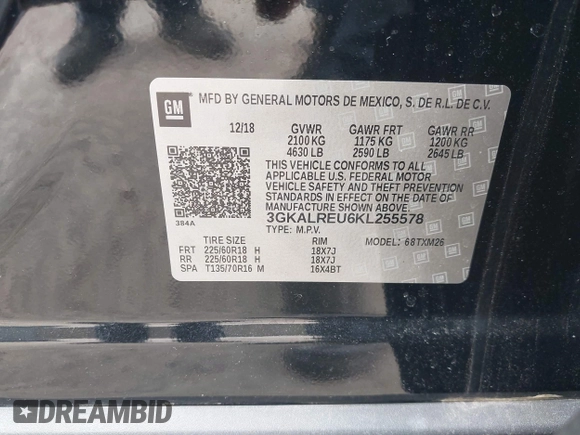 GM
MFD BY GENERAL MOTORS DE MEXICO, S. DE R.L. DE C.V.
12/18 GVWR GAWR FRT GAWR RR
2100 KG 1175 KG 1200 KG
4630 LB 2590 LB 2645 LB
THIS VEHICLE CONFORMS TO ALL
APPLICABLE U.S. FEDERAL MOTOR
VEHICLE SAFETY AND THEFT PREVENTION
STANDARDS IN EFFECT ON THE DATE OF
MANUFACTURE SHOWN ABOVE.
384A
3GKALREU6KL255578
TYPE: M.P.V. MODEL: 68TXM26
TIRE SIZE RIM
FRT 225/60R18 H 18X7J
RR 225/60R18 H 18X7J
SPA T135/70R16 M 16X4BT
DREAMBID